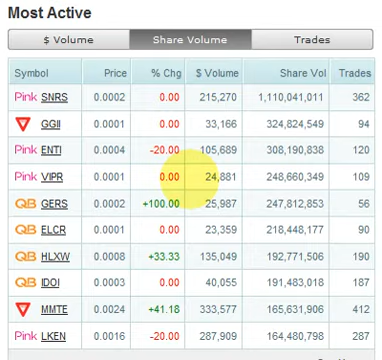 Most Active
$ Volume Share Volume Trades
Symbol Price % Chg $ Volume Share Vol Trades
Pink SNRS 0.0002 0.00 215,270 1,110,041,011 362
GGII 0.0001 0.00 33,166 324,824,549 94
Pink ENTI 0.0004 -20.00 105,689 308,190,838 120
Pink VIPR 0.0001 0.00 24,881 248,660,349 109
QB GERS 0.0002 +100.00 25,987 247,812,853 56
QB ELCR 0.0001 0.00 23,359 218,448,177 90
QB HLXW 0.0008 +33.33 135,049 192,771,506 190
QB IDOI 0.0003 0.00 40,055 191,483,018 187
MMTE 0.0024 +41.18 333,577 165,631,906 412
Pink LKEN 0.0016 -20.00 287,909 164,480,798 287